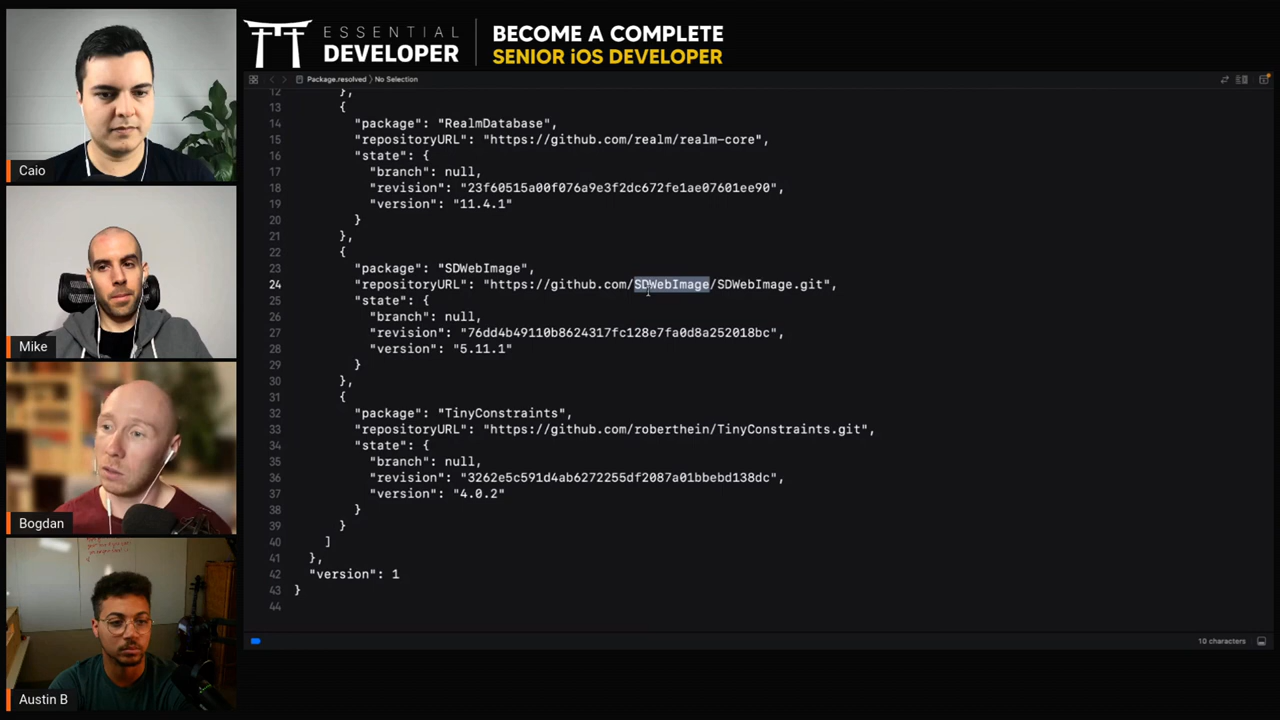 ESSENTIAL
DEVELOPER
BECOME A COMPLETE
SENIOR iOS DEVELOPER
Package.resolved 〉 No Selection
12 },
13 {
14 "package": "RealmDatabase",
15 "repositoryURL": "https://github.com/realm/realm-core",
16 "state": {
17 "branch": null,
18 "revision": "23f60515a00f076a9e3f2dc672fe1ae07601ee90",
19 "version": "11.4.1"
20 }
21 },
22 {
23 "package": "SDWebImage",
24 "repositoryURL": "https://github.com/SDWebImage/SDWebImage.git",
25 "state": {
26 "branch": null,
27 "revision": "76dd4b49110b8624317fc128e7fa0d8a252018bc",
28 "version": "5.11.1"
29 }
30 },
31 {
32 "package": "TinyConstraints",
33 "repositoryURL": "https://github.com/roberthein/TinyConstraints.git",
34 "state": {
35 "branch": null,
36 "revision": "3262e5c591d4ab6272255df2087a01bbebd138dc",
37 "version": "4.0.2"
38 }
39 }
40 ]
41 },
42 "version": 1
43 }
44
10 characters
Caio
Mike
Bogdan
Austin B